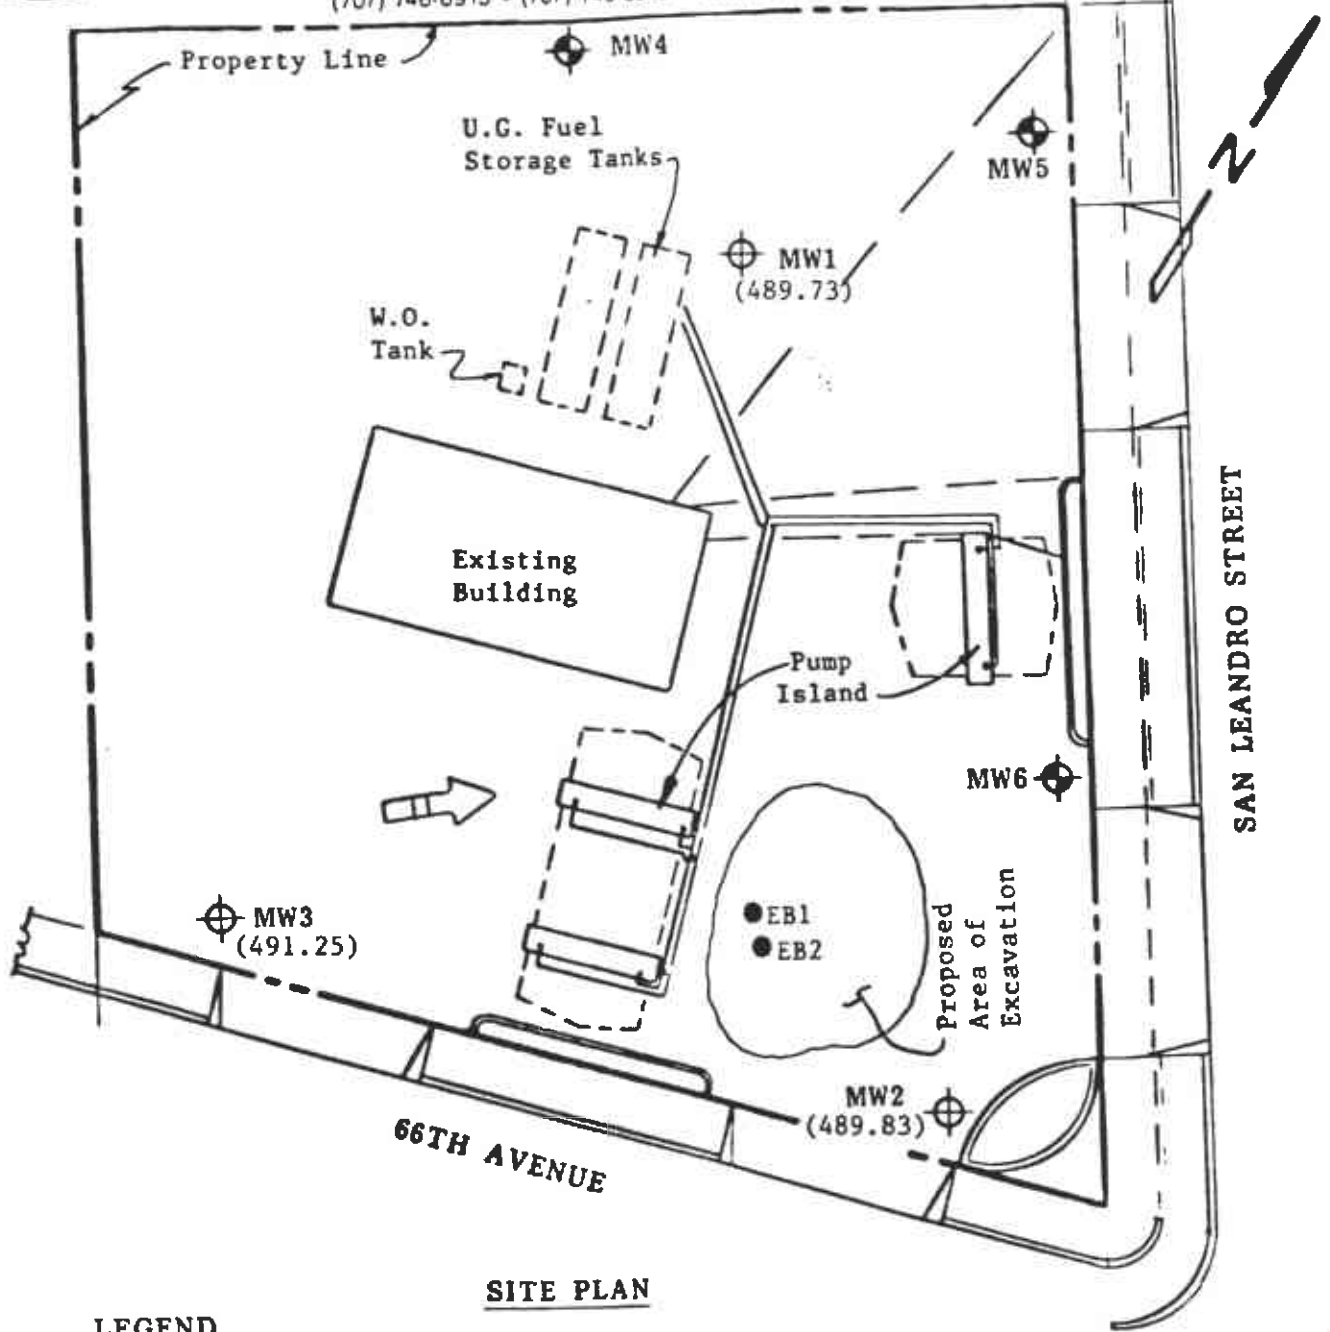 MW4
Property Line
U.G. Fuel
Storage Tanks
MW5
N
MW1
(489.73)
W.O.
Tank
Existing
Building
Pump
Island
SAN LEANDRO STREET
MW6
EB1
EB2
Proposed
Area of
Excavation
MW3
(491.25)
MW2
(489.83)
66TH AVENUE
SITE PLAN
LEGEND